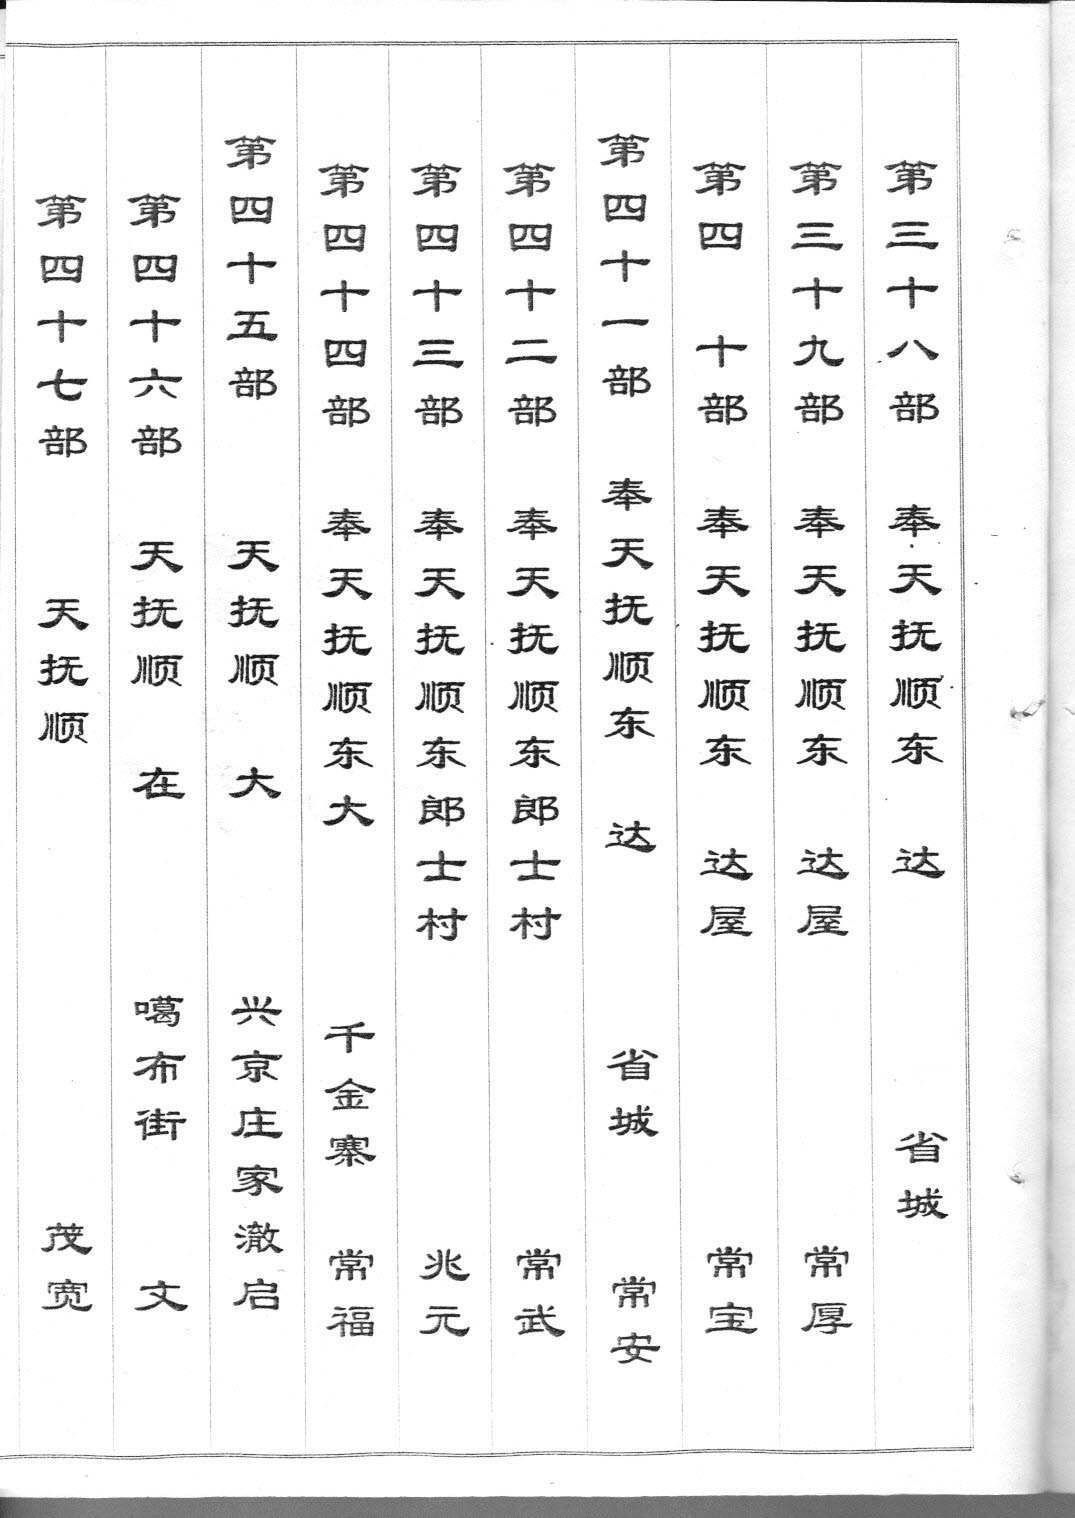 第三十八部 奉天抚顺东 达 省城
第三十九部 奉天抚顺东 达屋 常厚
第四 十部 奉天抚顺东 达屋 常宝
第四十一部 奉天抚顺东 达 省城 常安
第四十二部 奉天抚顺东郎士村 常武
第四十三部 奉天抚顺东郎士村 兆元
第四十四部 奉天抚顺东大 千金寨 常福
第四十五部 天抚顺 大 兴京庄家澈启
第四十六部 天抚顺 在 噶布街 文
第四十七部 天抚顺 茂宽